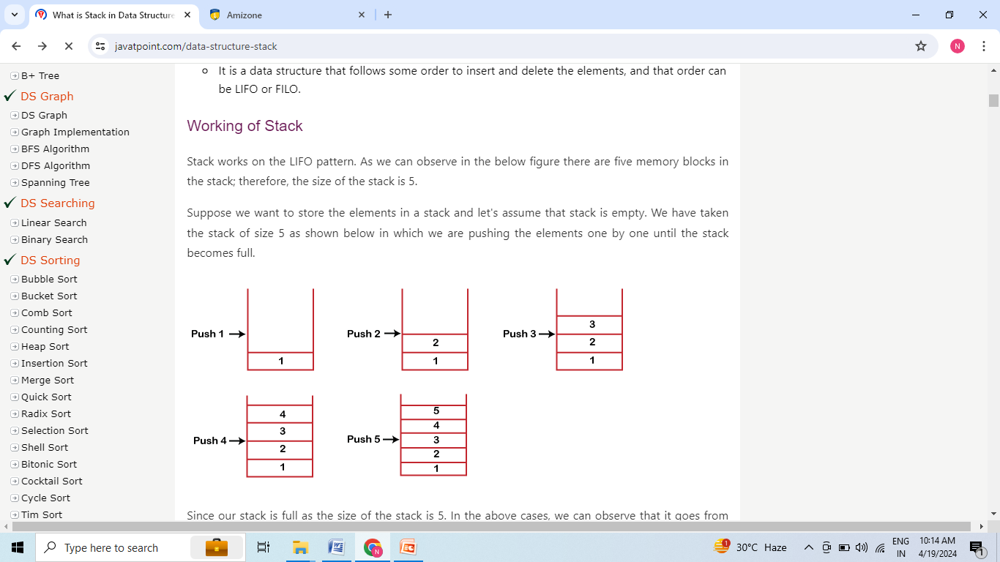 What is Stack in Data Structure
Amizone
javatpoint.com/data-structure-stack
N
B+ Tree
DS Graph
DS Graph
Graph Implementation
BFS Algorithm
DFS Algorithm
Spanning Tree
DS Searching
Linear Search
Binary Search
DS Sorting
Bubble Sort
Bucket Sort
Comb Sort
Counting Sort
Heap Sort
Insertion Sort
Merge Sort
Quick Sort
Radix Sort
Selection Sort
Shell Sort
Bitonic Sort
Cocktail Sort
Cycle Sort
Tim Sort
It is a data structure that follows some order to insert and delete the elements, and that order can
be LIFO or FILO.
Working of Stack
Stack works on the LIFO pattern. As we can observe in the below figure there are five memory blocks in
the stack; therefore, the size of the stack is 5.
Suppose we want to store the elements in a stack and let's assume that stack is empty. We have taken
the stack of size 5 as shown below in which we are pushing the elements one by one until the stack
becomes full.
Push 1
1
Push 2
2
1
Push 3
3
2
1
Push 4
4
3
2
1
Push 5
5
4
3
2
1
Since our stack is full as the size of the stack is 5. In the above cases, we can observe that it goes from
Type here to search
N
1
30°C Haze
ENG
IN
10:14 AM
4/19/2024
1